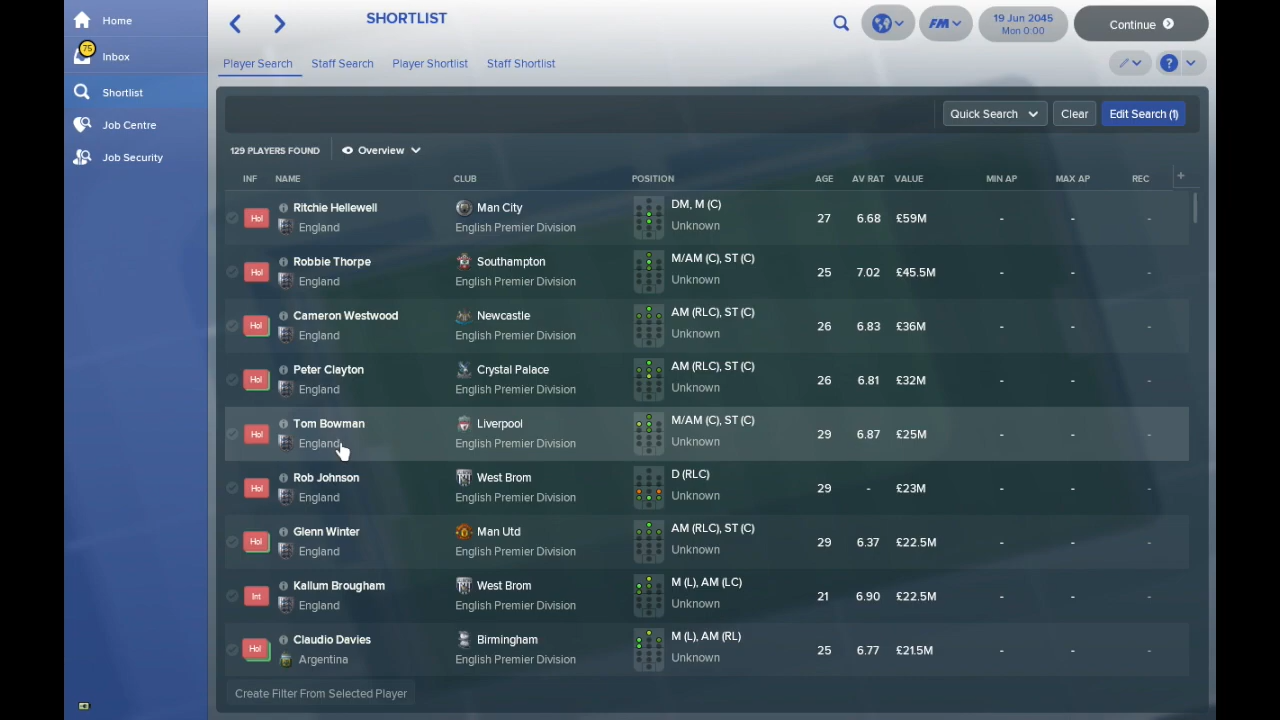 Home
75
Inbox
Shortlist
Job Centre
Job Security
SHORTLIST
FM
19 Jun 2045
Mon 0:00
Continue
Player Search Staff Search Player Shortlist Staff Shortlist
?
Quick Search Clear Edit Search (1)
129 PLAYERS FOUND Overview
INF NAME CLUB POSITION AGE AV RAT VALUE MIN AP MAX AP REC +
Hol Ritchie Hellewell Man City DM, M (C) 27 6.68 £59M - - -
England English Premier Division Unknown
Hol Robbie Thorpe Southampton M/AM (C), ST (C) 25 7.02 £45.5M - - -
England English Premier Division Unknown
Hol Cameron Westwood Newcastle AM (RLC), ST (C) 26 6.83 £36M - - -
England English Premier Division Unknown
Hol Peter Clayton Crystal Palace AM (RLC), ST (C) 26 6.81 £32M - - -
England English Premier Division Unknown
Hol Tom Bowman Liverpool M/AM (C), ST (C) 29 6.87 £25M - - -
England English Premier Division Unknown
Hol Rob Johnson West Brom D (RLC) 29 - £23M - - -
England English Premier Division Unknown
Hol Glenn Winter Man Utd AM (RLC), ST (C) 29 6.37 £22.5M - - -
England English Premier Division Unknown
Int Kallum Brougham West Brom M (L), AM (LC) 21 6.90 £22.5M - - -
England English Premier Division Unknown
Hol Claudio Davies Birmingham M (L), AM (RL) 25 6.77 £21.5M - - -
Argentina English Premier Division Unknown
Create Filter From Selected Player